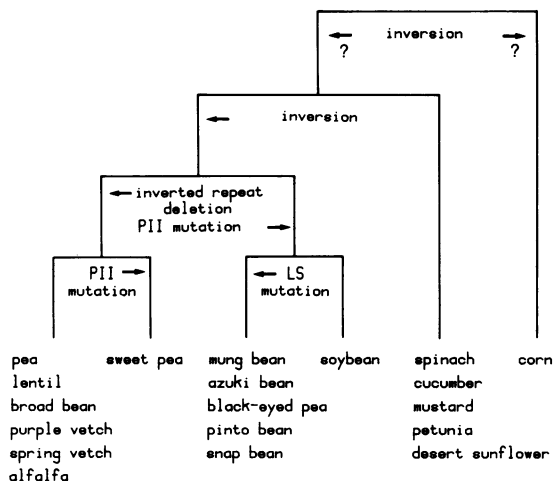 inversion
? ?
inversion
inverted repeat
deletion
PII mutation
PII LS
mutation mutation
pea sweet pea mung bean soybean spinach corn
lentil azuki bean cucumber
broad bean black-eyed pea mustard
purple vetch pinto bean petunia
spring vetch snap bean desert sunflower
alfalfa